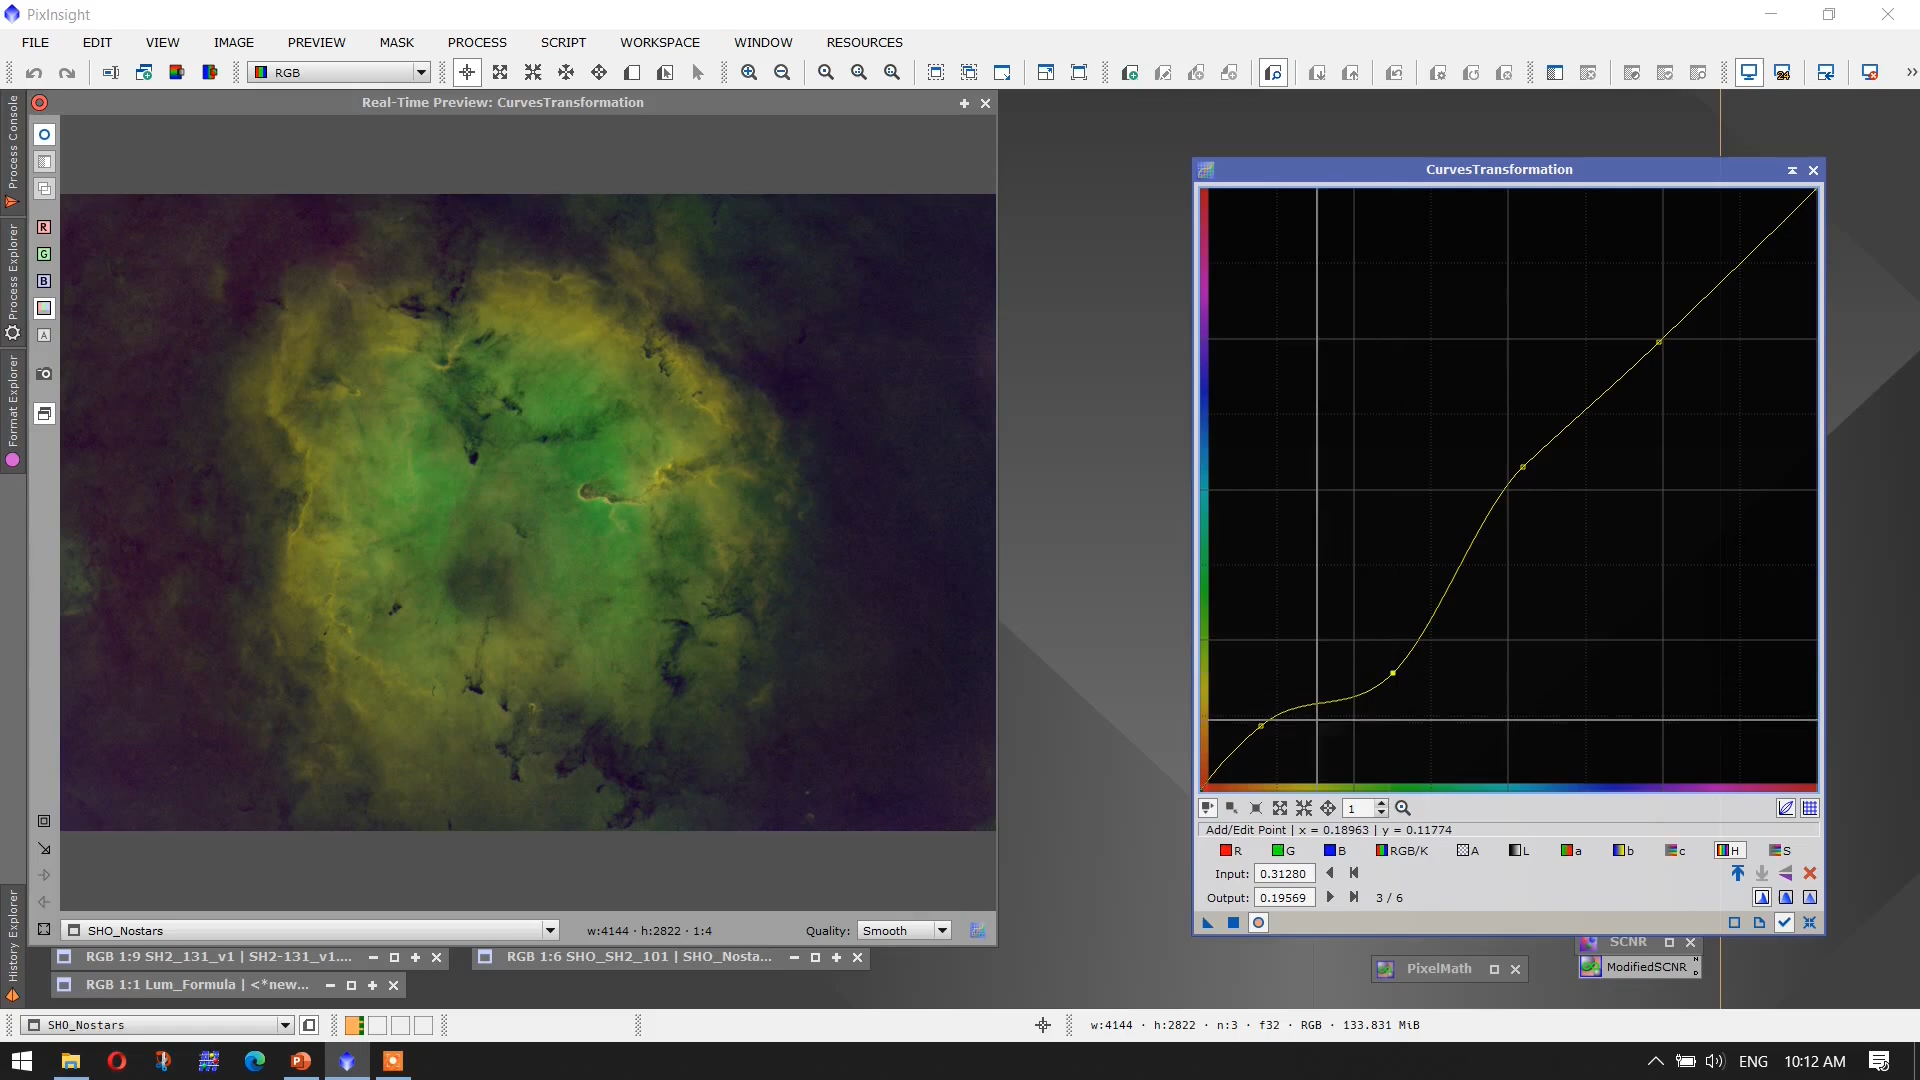 PixInsight
FILE EDIT VIEW IMAGE PREVIEW MASK PROCESS SCRIPT WORKSPACE WINDOW RESOURCES
RGB
24
Real-Time Preview: CurvesTransformation
Process Console
Process Explorer
Format Explorer
History Explorer
R
G
B
A
CurvesTransformation
1
Add/Edit Point | x = 0.18963 | y = 0.11774
R G B RGB/K A L a b c H S
Input: 0.31280
Output: 0.19569 3 / 6
SHO_Nostars w:4144 · h:2822 · 1:4 Quality: Smooth
RGB 1:9 SH2_131_v1 | SH2-131_v1....
RGB 1:6 SHO_SH2_101 | SHO_Nosta...
RGB 1:1 Lum_Formula | <*new...
SCNR
PixelMath
ModifiedSCNR
N
D
SHO_Nostars
w:4144 · h:2822 · n:3 · f32 · RGB · 133.831 MiB
ENG 10:12 AM